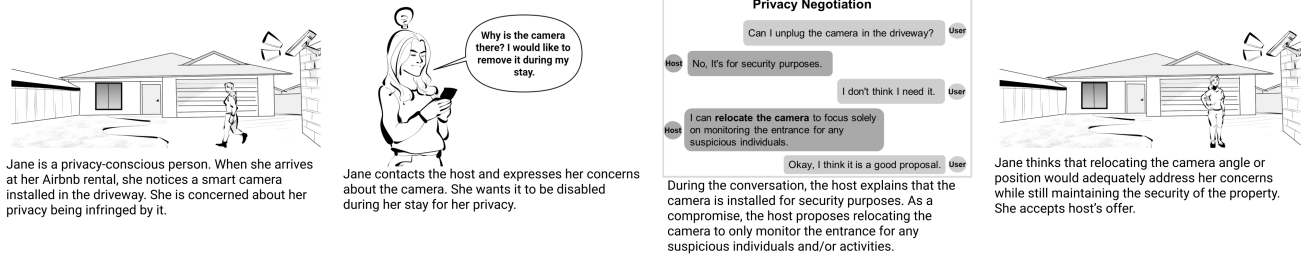 Jane is a privacy-conscious person. When she arrives
at her Airbnb rental, she notices a smart camera
installed in the driveway. She is concerned about her
privacy being infringed by it.
Why is the camera
there? I would like to
remove it during my
stay.
Jane contacts the host and expresses her concerns
about the camera. She wants it to be disabled
during her stay for her privacy.
Privacy Negotiation
Can I unplug the camera in the driveway?
User
Host
No, It's for security purposes.
I don't think I need it.
User
Host
I can relocate the camera to focus solely
on monitoring the entrance for any
suspicious individuals.
Okay, I think it is a good proposal.
User
During the conversation, the host explains that the
camera is installed for security purposes. As a
compromise, the host proposes relocating the
camera to only monitor the entrance for any
suspicious individuals and/or activities.
Jane thinks that relocating the camera angle or
position would adequately address her concerns
while still maintaining the security of the property.
She accepts host's offer.